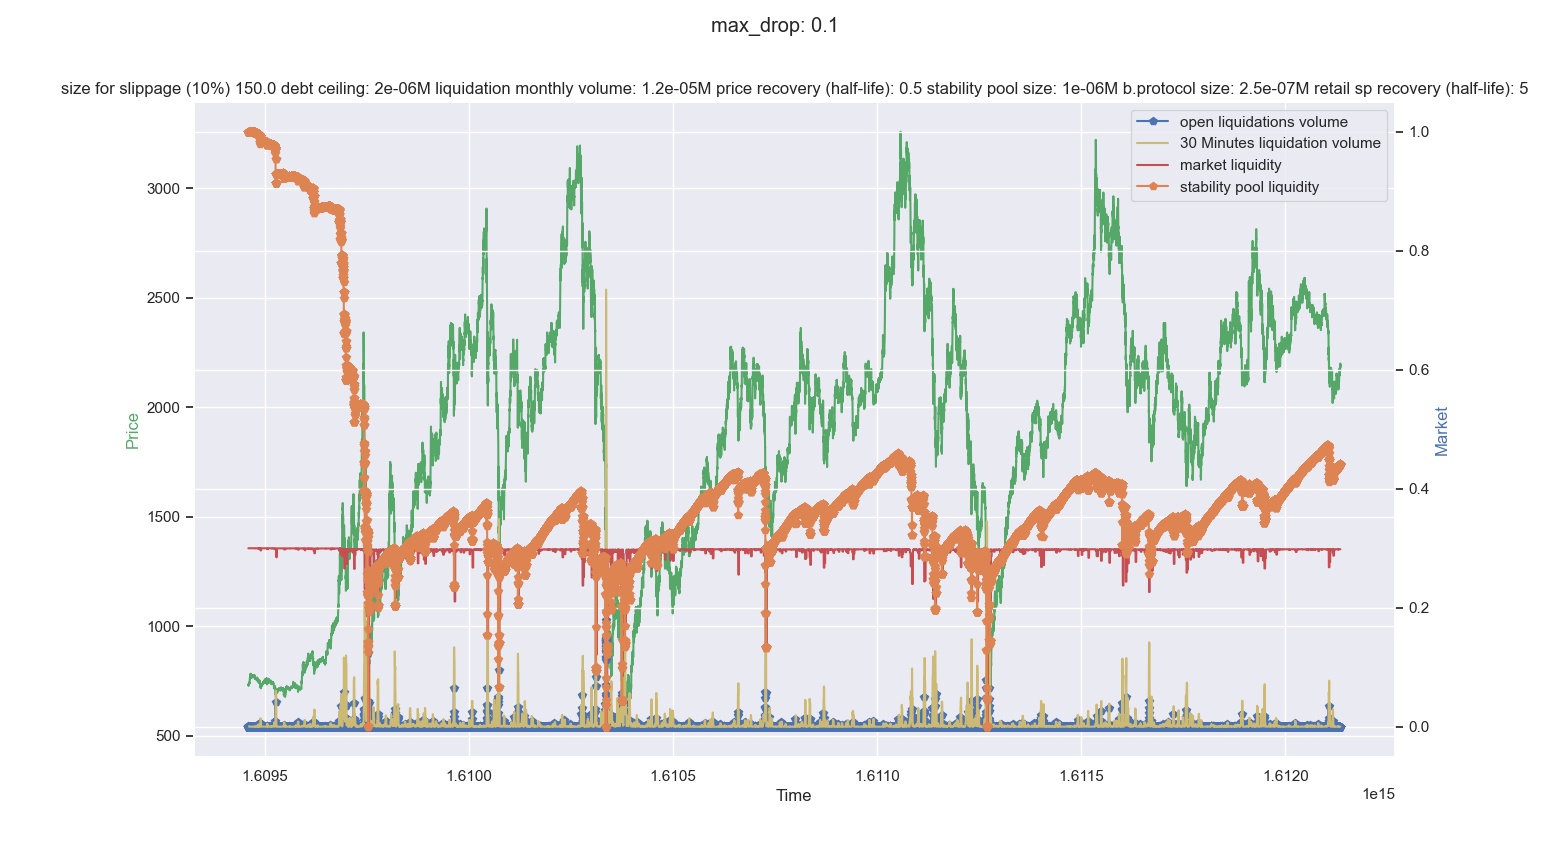 max_drop: 0.1
size for slippage (10%) 150.0 debt ceiling: 2e-06M liquidation monthly volume: 1.2e-05M price recovery (half-life): 0.5 stability pool size: 1e-06M b.protocol size: 2.5e-07M retail sp recovery (half-life): 5
open liquidations volume
30 Minutes liquidation volume
market liquidity
stability pool liquidity
Price
3000
2500
2000
1500
1000
500
1.0
0.8
0.6
0.4
0.2
0.0
Market
1.6095 1.6100 1.6105 1.6110 1.6115 1.6120
Time
1e15